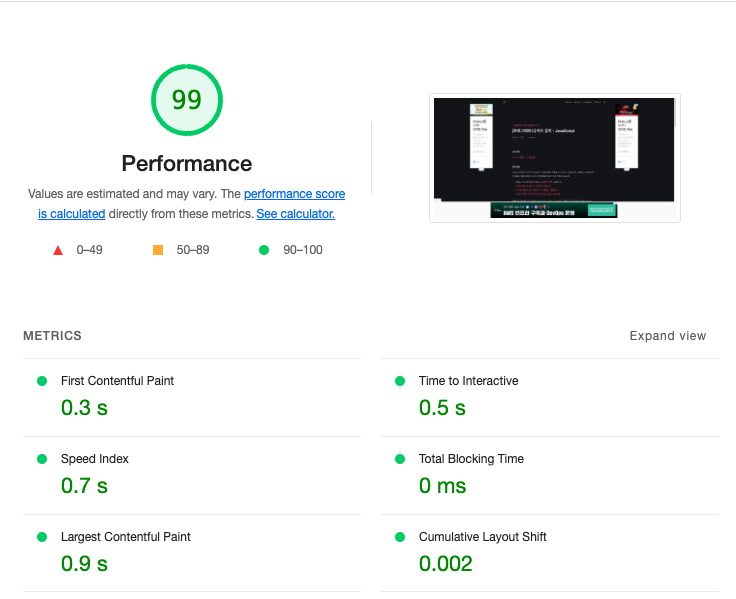 99
Performance
Values are estimated and may vary. The performance score
is calculated directly from these metrics. See calculator.
0–49
50–89
90–100
METRICS
Expand view
First Contentful Paint
0.3 s
Time to Interactive
0.5 s
Speed Index
0.7 s
Total Blocking Time
0 ms
Largest Contentful Paint
0.9 s
Cumulative Layout Shift
0.002